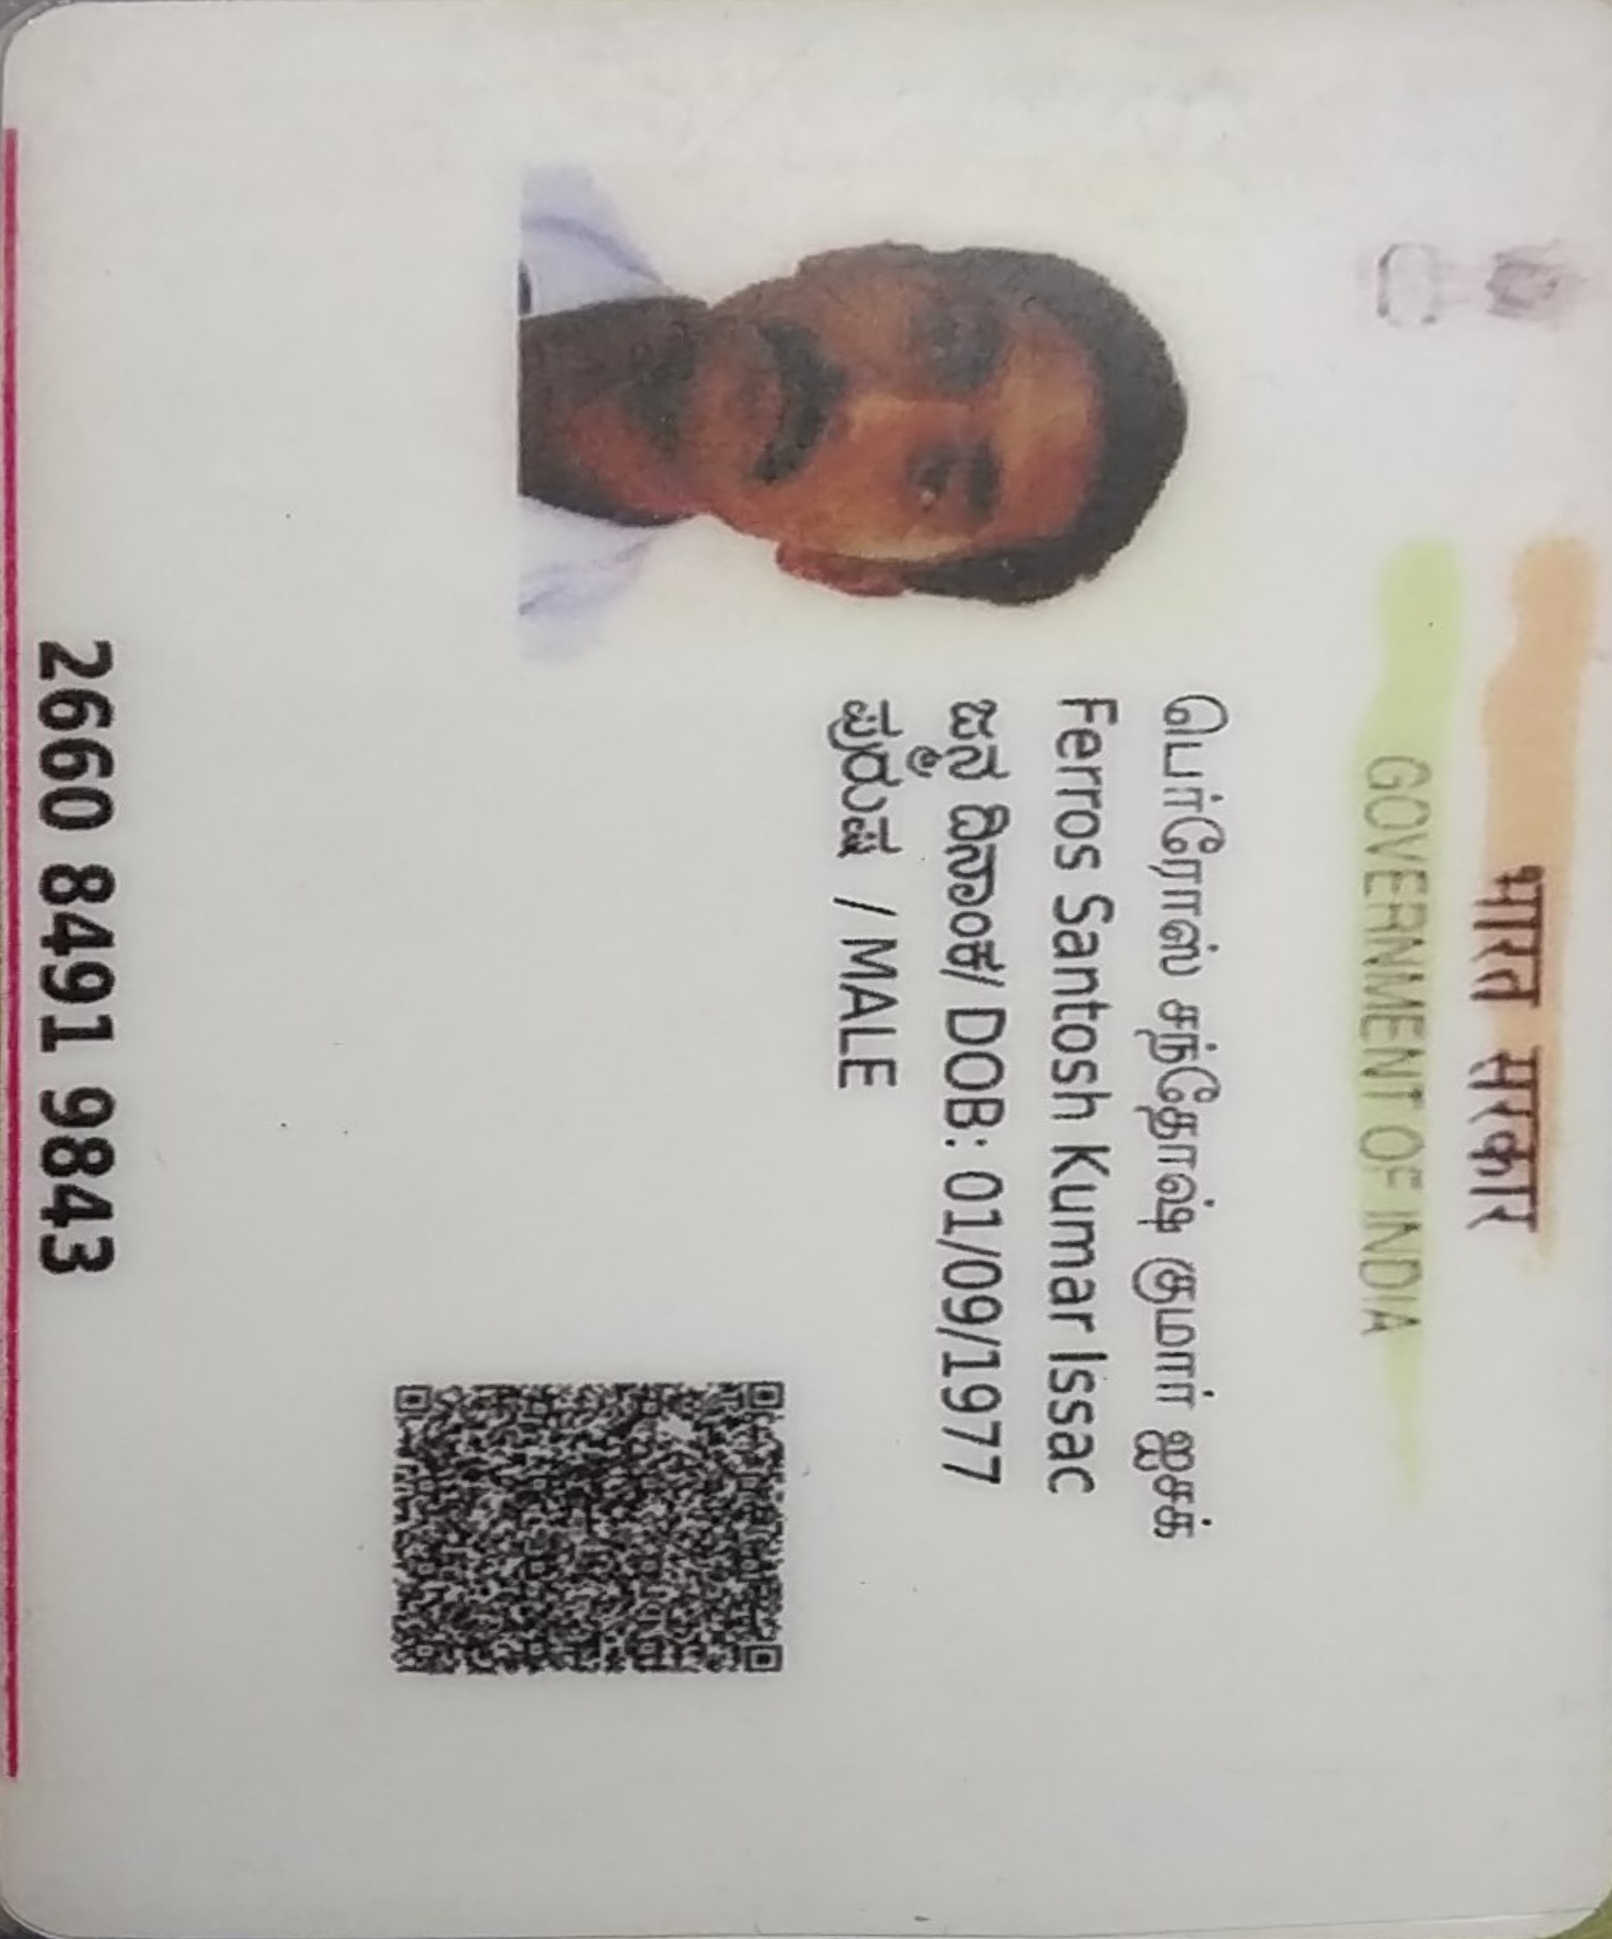 भारत सरकार
GOVERNMENT OF INDIA
பெர்ரோஸ் சந்தோஷ் குமார் ஐசக்
Ferros Santosh Kumar Issac
ಜನ್ಮ ದಿನಾಂಕ/ DOB: 01/09/1977
ಪುರುಷ / MALE
2660 8491 9843